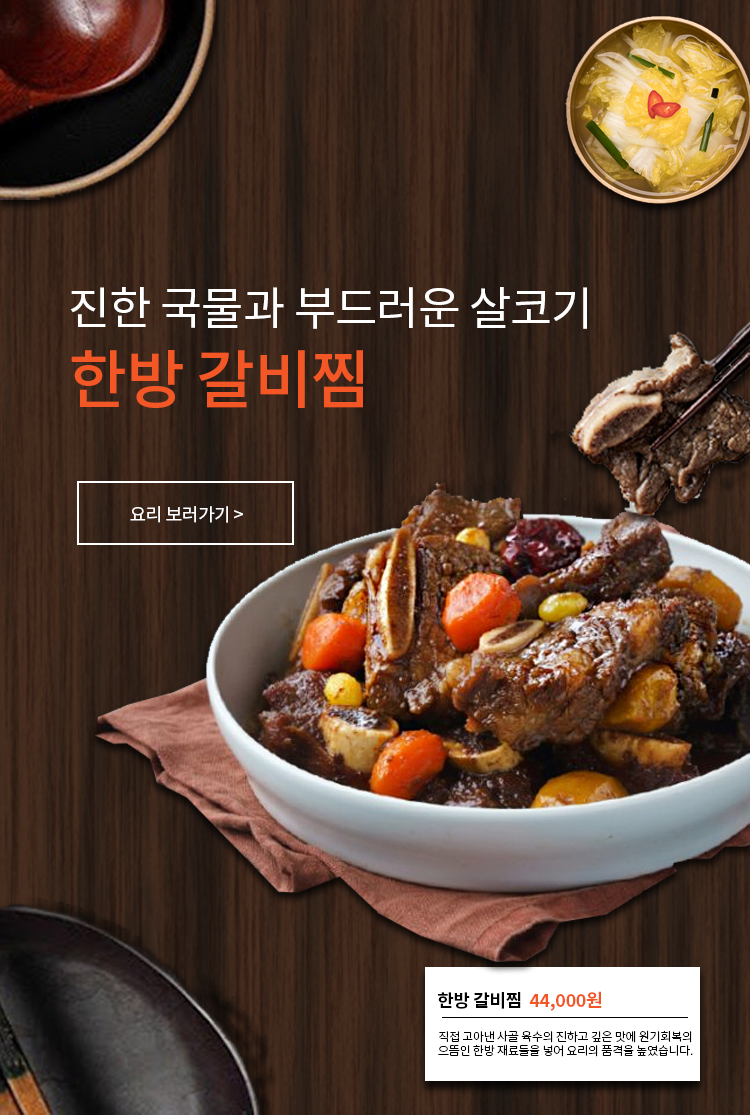 진한 국물과 부드러운 살코기
한방 갈비찜
요리 보러가기 >
한방 갈비찜 44,000원
직접 고아낸 사골 육수의 진하고 깊은 맛에 원기회복의
으뜸인 한방 재료들을 넣어 요리의 품격을 높였습니다.